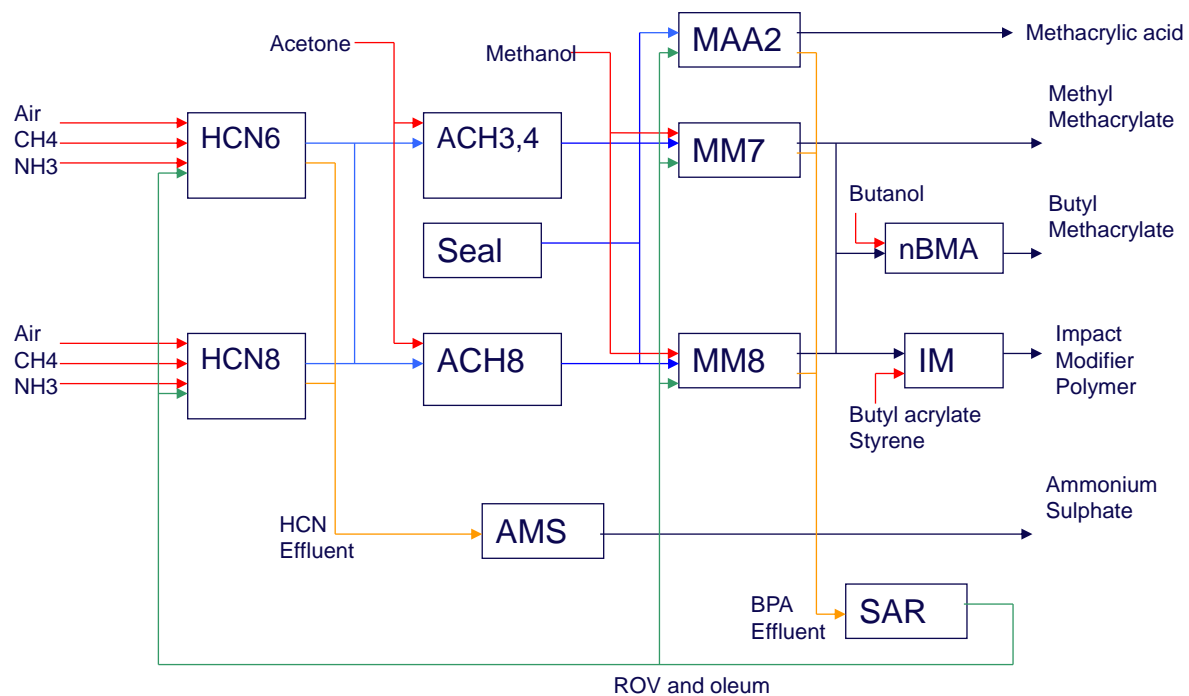 Acetone
Methanol
MAA2
Methacrylic acid
Air
CH4
NH3
HCN6
ACH3,4
MM7
Methyl
Methacrylate
Seal
Butanol
nBMA
Butyl
Methacrylate
Air
CH4
NH3
HCN8
ACH8
MM8
IM
Impact
Modifier
Polymer
Butyl acrylate
Styrene
HCN
Effluent
AMS
Ammonium
Sulphate
BPA
Effluent
SAR
ROV and oleum